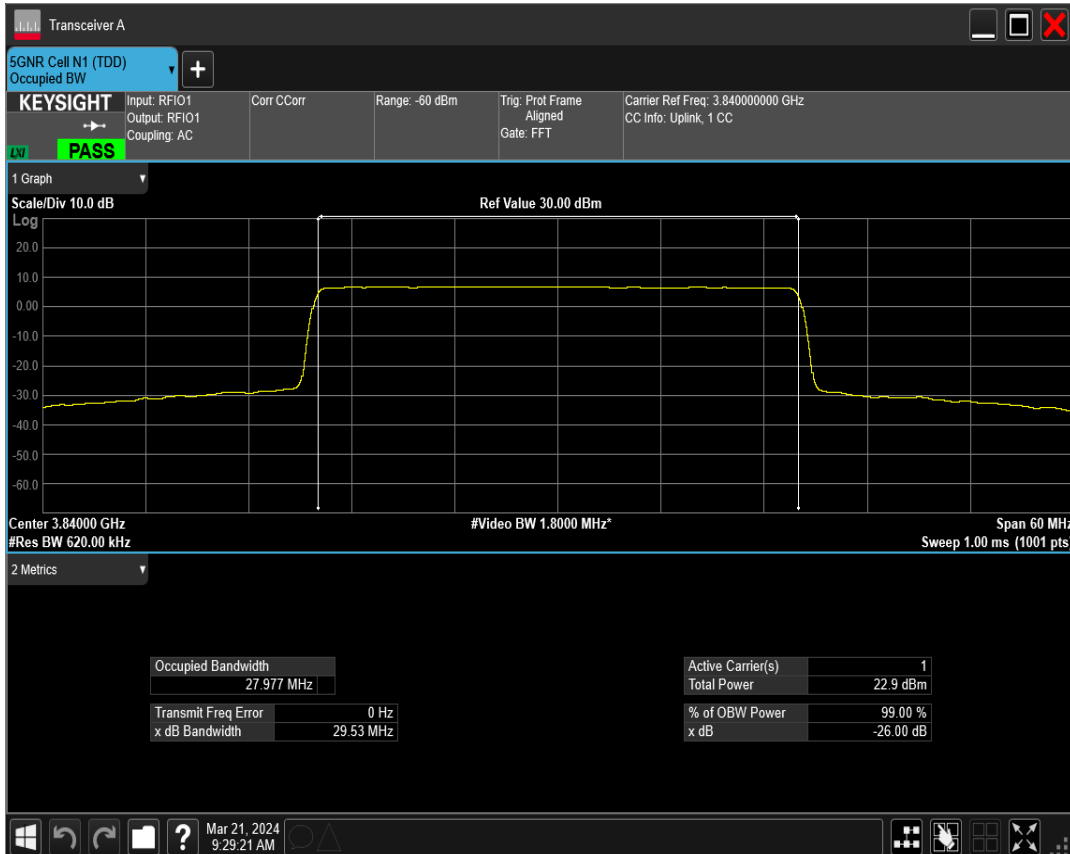 Transceiver A
5GNR Cell N1 (TDD)
Occupied BW
+
KEYSIGHT
LXI
PASS
Input: RFIO1
Output: RFIO1
Coupling: AC
Corr CCorr
Range: -60 dBm
Trig: Prot Frame
Aligned
Gate: FFT
Carrier Ref Freq: 3.840000000 GHz
CC Info: Uplink, 1 CC
1 Graph
Scale/Div 10.0 dB
Ref Value 30.00 dBm
Log
20.0
10.0
0.00
-10.0
-20.0
-30.0
-40.0
-50.0
-60.0
Center 3.84000 GHz
#Video BW 1.8000 MHz*
Span 60 MHz
#Res BW 620.00 kHz
Sweep 1.00 ms (1001 pts)
2 Metrics
Occupied Bandwidth
27.977 MHz
Transmit Freq Error 0 Hz
x dB Bandwidth 29.53 MHz
Active Carrier(s) 1
Total Power 22.9 dBm
% of OBW Power 99.00 %
x dB -26.00 dB
?
Mar 21, 2024
9:29:21 AM